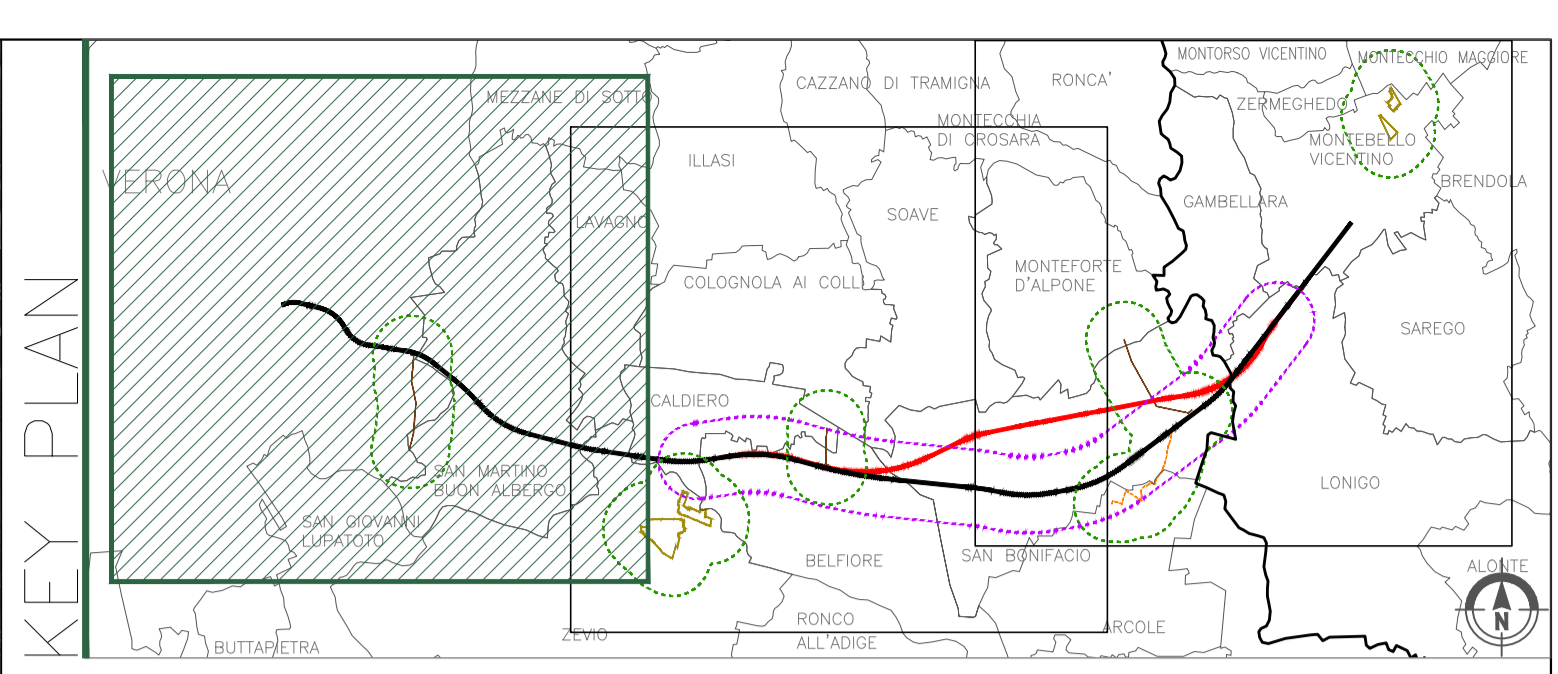 KEY PLAN
MONTORSO VICENTINO
MONTECCHIO MAGGIORE
MEZZANE DI SOTTO
CAZZANO DI TRAMIGNA
RONCA'
ZERMEGHEDO
MONTECCHIA
DI CROSARA
MONTEBELLO
VICENTINO
ILLASI
VERONA
BRENDOLA
GAMBELLARA
LAVAGNO
SOAVE
MONTEFORTE
D'ALPONE
COLOGNOLA AI COLLI
SAREGO
CALDIERO
SAN MARTINO
BUON ALBERGO
LONIGO
SAN GIOVANNI
LUPATOTO
BELFIORE
SAN BONIFACIO
ALONTE
RONCO
ALL'ADIGE
ARCOLE
ZEVIO
BUTTAPIETRA
N